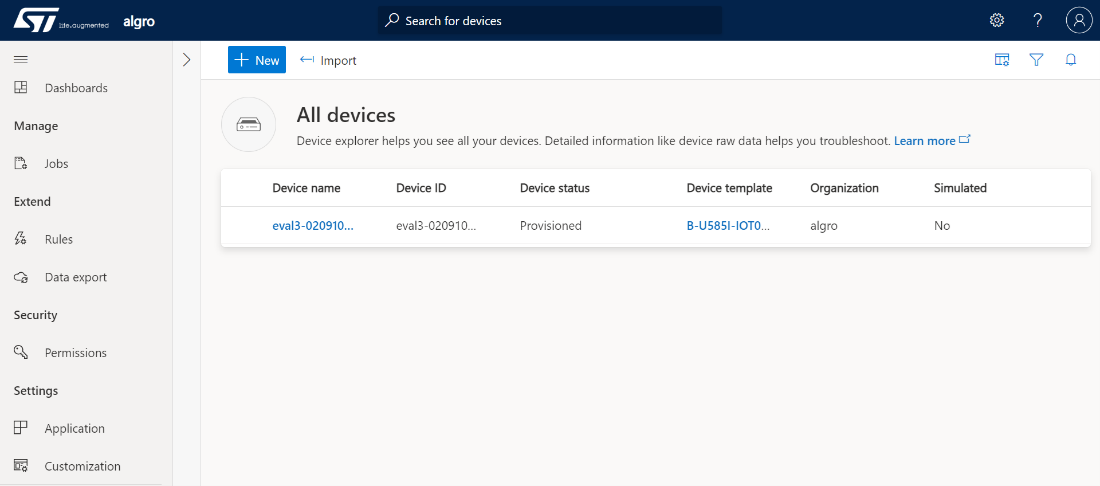 ST life.augmented algro Search for devices ?
Dashboards
Manage
Jobs
Extend
Rules
Data export
Security
Permissions
Settings
Application
Customization
+ New Import
All devices
Device explorer helps you see all your devices. Detailed information like device raw data helps you troubleshoot. Learn more
Device name Device ID Device status Device template Organization Simulated
eval3-020910... eval3-020910... Provisioned B-U585I-IOT0... algro No